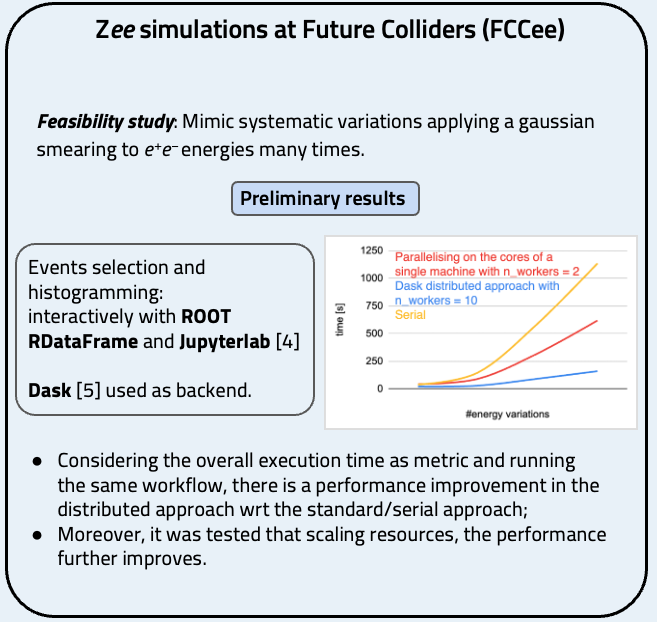 Zee simulations at Future Colliders (FCCee)
Feasibility study: Mimic systematic variations applying a gaussian
smearing to e⁺e⁻ energies many times.
Preliminary results
Events selection and
histogramming:
interactively with ROOT
RDataFrame and Jupyterlab [4]
Dask [5] used as backend.
1250
1000
750
500
250
0
time [s]
Parallelising on the cores of a
single machine with n_workers = 2
Dask distributed approach with
n_workers = 10
Serial
#energy variations
● Considering the overall execution time as metric and running
the same workflow, there is a performance improvement in the
distributed approach wrt the standard/serial approach;
● Moreover, it was tested that scaling resources, the performance
further improves.